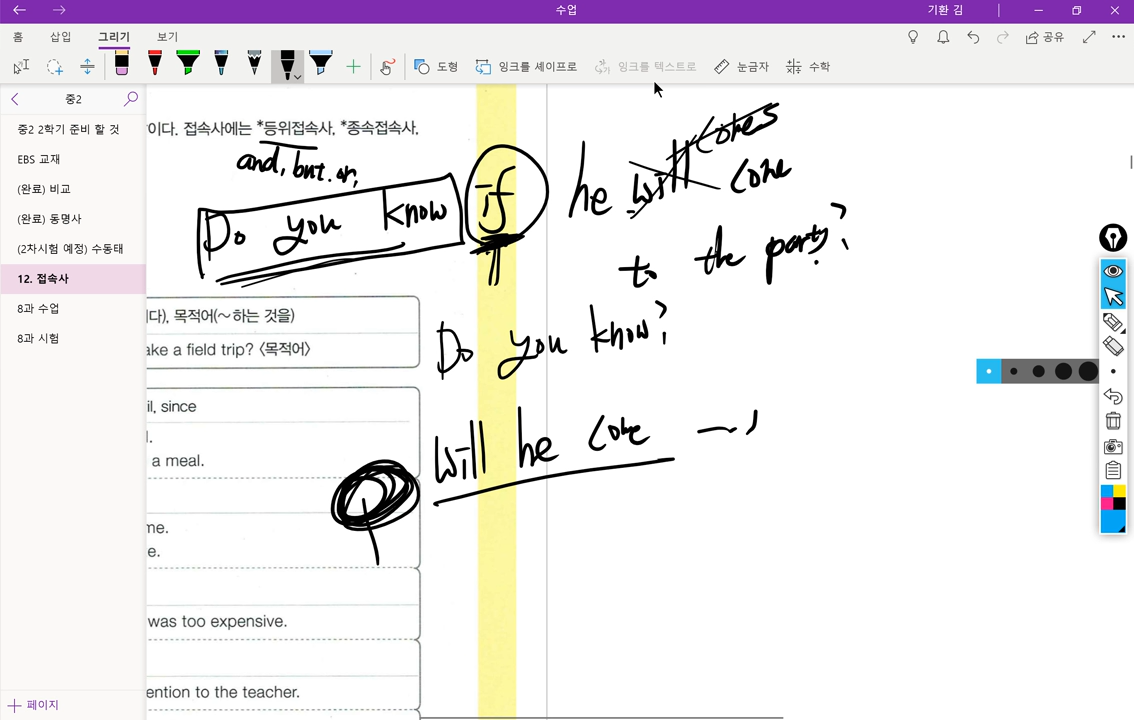 수업
기환 김
홈 삽입 그리기 보기
공유
도형 잉크를 셰이프로 잉크를 텍스트로 눈금자 수학
중2
중2 2학기 준비 할 것
EBS 교재
(완료) 비교
(완료) 동명사
(2차시험 예정) 수동태
12. 접속사
8과 수업
8과 시험
페이지
이다. 접속사에는 *등위접속사, *종속접속사,
and, but. or,
Do you know if he will comes come
to the party?
다), 목적어(~하는 것을)
ake a field trip? <목적어>
Do you know?
il, since
l.
a meal.
Will he come
me.
e.
was too expensive.
ention to the teacher.